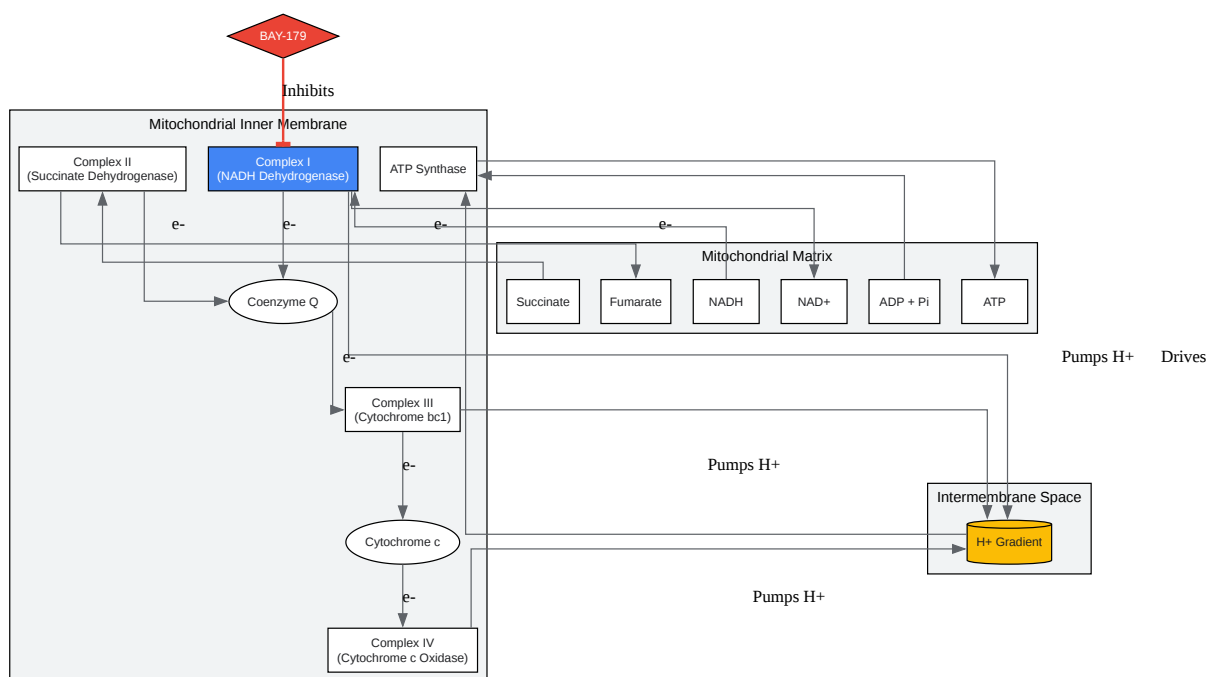 BAY-179
Inhibits
Mitochondrial Inner Membrane
Complex II
(Succinate Dehydrogenase)
Complex I
(NADH Dehydrogenase)
ATP Synthase
e-
e-
e-
e-
Mitochondrial Matrix
Coenzyme Q
Succinate
Fumarate
NADH
NAD+
ADP + Pi
ATP
e-
Pumps H+
Drives
Complex III
(Cytochrome bc1)
e-
Pumps H+
Intermembrane Space
Cytochrome c
H+ Gradient
e-
Pumps H+
Complex IV
(Cytochrome c Oxidase)